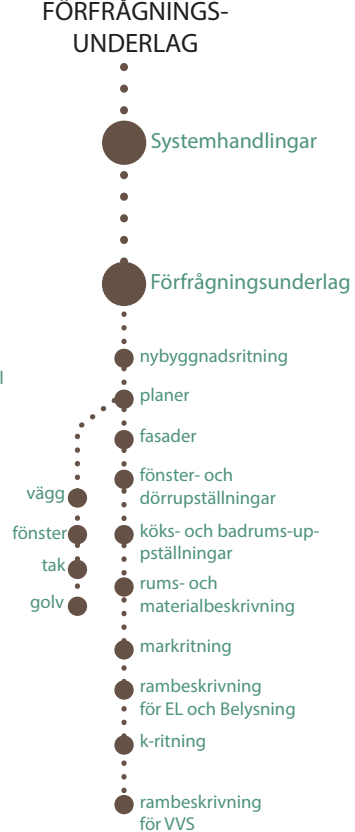 FÖRFRÅGNINGS-
UNDERLAG
Systemhandlingar
Förfrågningsunderlag
nybyggnadsritning
l
planer
fasader
fönster- och
dörrupställningar
vägg
fönster
tak
golv
köks- och badrums-up-
pställningar
rums- och
materialbeskrivning
markritning
rambeskrivning
för EL och Belysning
k-ritning
rambeskrivning
för VVS